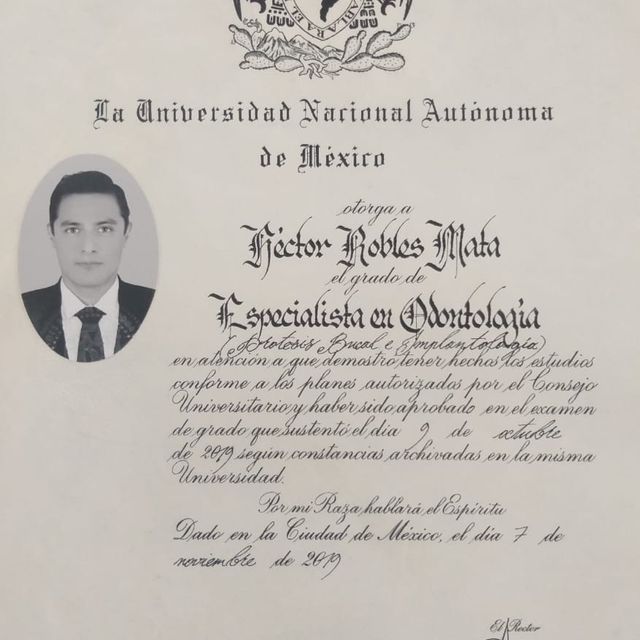 ABLARA EL
La Universidad Nacional Autónoma
de México
otorga a
Héctor Robles Mata
el grado de
Especialista en Odontología
(Prótesis Bucal e Implantología)
en atención a que demostró tener hechos los estudios
conforme a los planes autorizados por el Consejo
Universitario y haber sido aprobado en el examen
de grado que sustentó el día 9 de octubre
de 2019 según constancias archivadas en la misma
Universidad.
Por mi Raza hablará el Espíritu
Dado en la Ciudad de México, el día 7 de
noviembre de 2019
El Rector